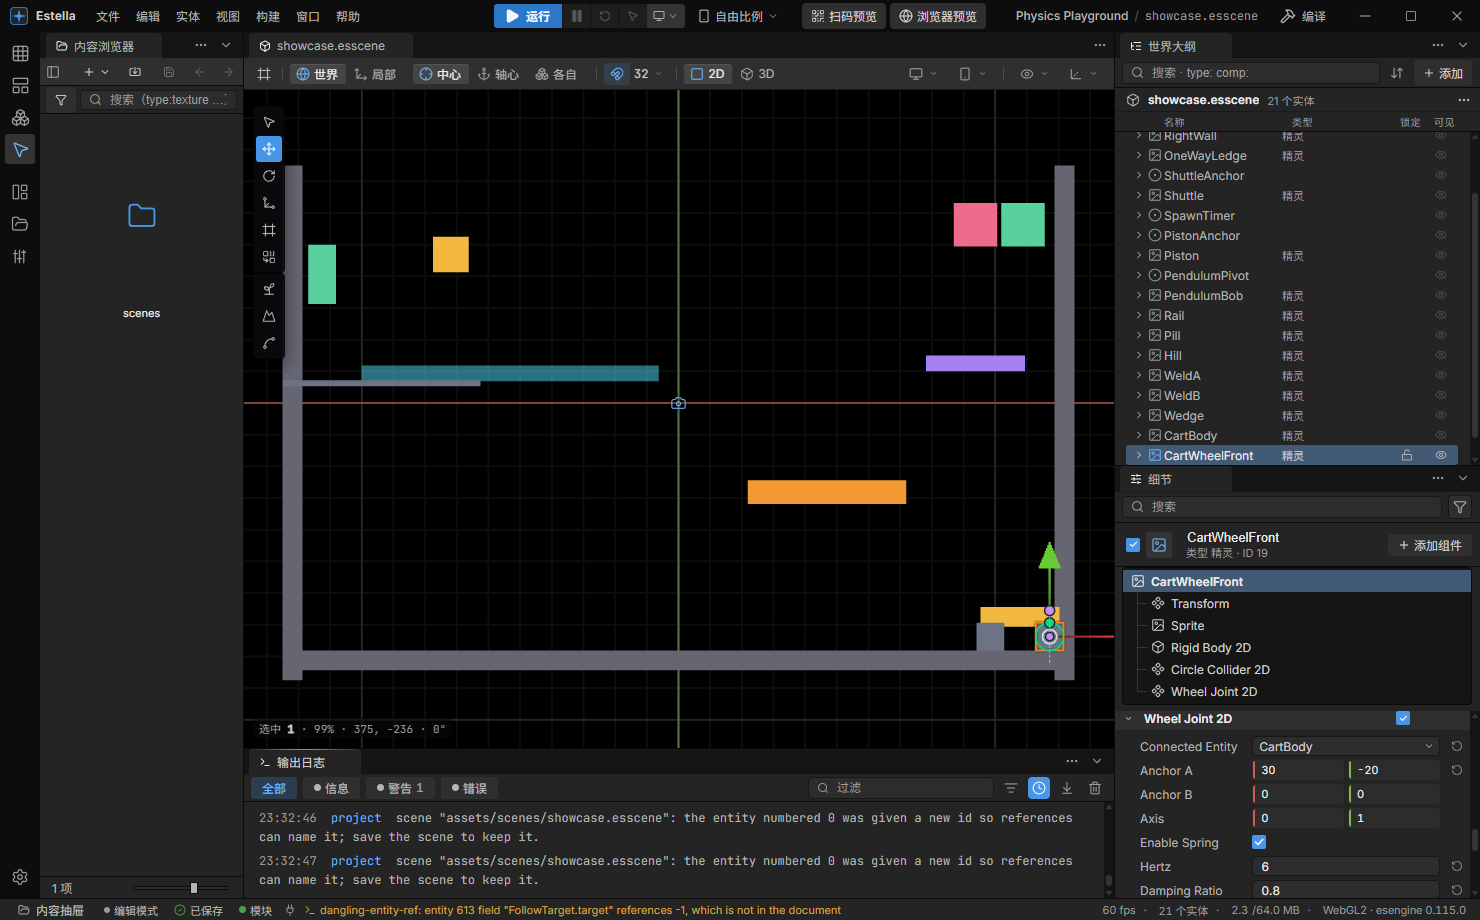 Estella 文件 编辑 实体 视图 构建 窗口 帮助 运行 自由比例 扫码预览 浏览器预览 Physics Playground / showcase.esscene 编译
内容浏览器
搜索（type:texture …）
scenes
1 项
showcase.esscene
世界 局部 中心 轴心 各自 32 2D 3D
选中 1 · 99% · 375, -236 · 0°
输出日志
全部 信息 警告 1 错误 过滤
23:32:46 project scene "assets/scenes/showcase.esscene": the entity numbered 0 was given a new id so references
can name it; save the scene to keep it.
23:32:47 project scene "assets/scenes/showcase.esscene": the entity numbered 0 was given a new id so references
can name it; save the scene to keep it.
世界大纲
搜索 · type: comp: 添加
showcase.esscene 21 个实体
名称 类型 锁定 可见
RightWall 精灵
OneWayLedge 精灵
ShuttleAnchor
Shuttle 精灵
SpawnTimer
PistonAnchor
Piston 精灵
PendulumPivot
PendulumBob 精灵
Rail 精灵
Pill 精灵
Hill 精灵
WeldA 精灵
WeldB 精灵
Wedge 精灵
CartBody 精灵
CartWheelFront 精灵
细节
搜索
CartWheelFront
类型 精灵 · ID 19
添加组件
CartWheelFront
Transform
Sprite
Rigid Body 2D
Circle Collider 2D
Wheel Joint 2D
Wheel Joint 2D
Connected Entity CartBody
Anchor A 30 -20
Anchor B 0 0
Axis 0 1
Enable Spring
Hertz 6
Damping Ratio 0.8
内容抽屉 编辑模式 已保存 模块 dangling-entity-ref: entity 613 field "FollowTarget.target" references -1, which is not in the document 60 fps · 21 个实体 · 2.3 /64.0 MB · WebGL2 | esengine 0.115.0